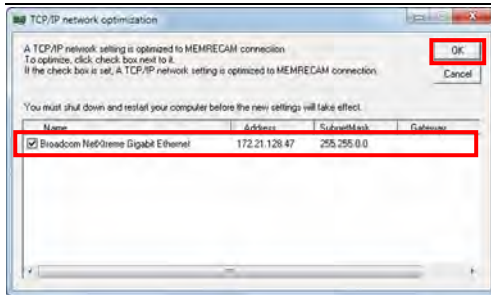 TCP/IP network optimization
A TCP/IP network setting is optimized to MEMRECAM connection
To optimize, click check box next to it.
If the check box is set, A TCP/IP network setting is optimized to MEMRECAM connection.
OK
Cancel
You must shut down and restart your computer before the new settings will take effect.
Name Address SubnetMask Gateway
Broadcom NetXtreme Gigabit Ethernet 172.21.128.47 255.255.0.0